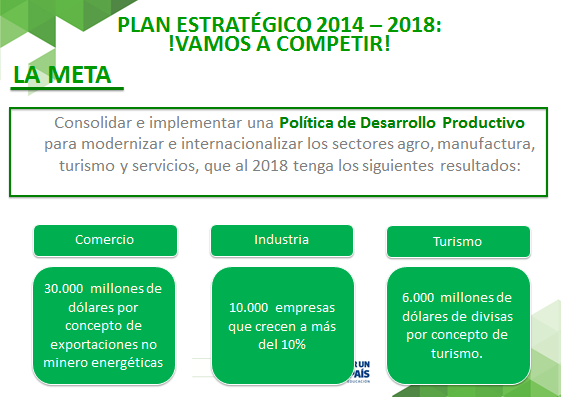 PLAN ESTRATÉGICO 2014 – 2018:
!VAMOS A COMPETIR!
LA META
Consolidar e implementar una Política de Desarrollo Productivo
para modernizar e internacionalizar los sectores agro, manufactura,
turismo y servicios, que al 2018 tenga los siguientes resultados:
Comercio
Industria
Turismo
30.000 millones de
dólares por
concepto de
exportaciones no
minero energéticas
10.000 empresas
que crecen a más
del 10%
6.000 millones de
dólares de divisas
por concepto de
turismo.
UN
PAÍS